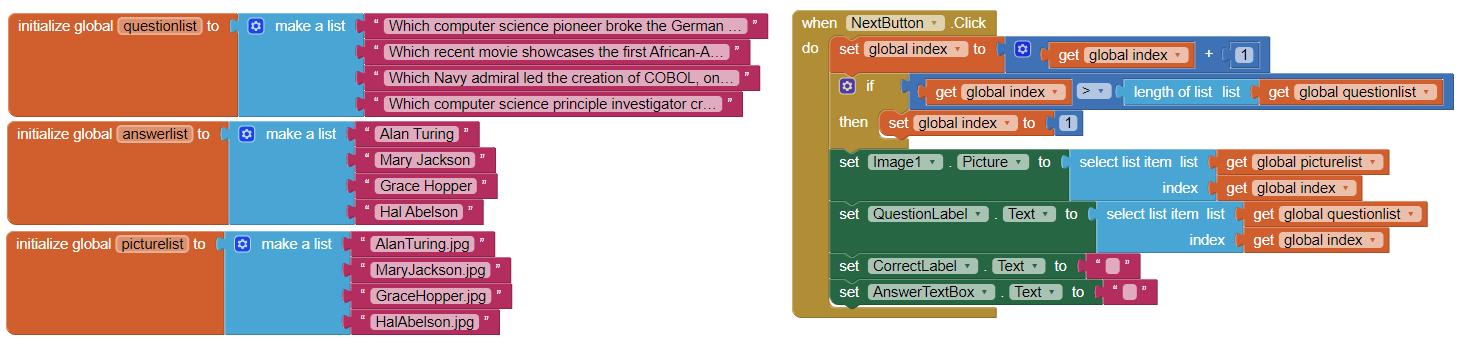 initialize global questionlist to make a list " Which computer science pioneer broke the German ... "
" Which recent movie showcases the first African-A... "
" Which Navy admiral led the creation of COBOL, on... "
" Which computer science principle investigator cr... "
initialize global answerlist to make a list " Alan Turing "
" Mary Jackson "
" Grace Hopper "
" Hal Abelson "
initialize global picturelist to make a list " AlanTuring.jpg "
" MaryJackson.jpg "
" GraceHopper.jpg "
" HalAbelson.jpg "
when NextButton .Click
do set global index to get global index + 1
if get global index > length of list list get global questionlist
then set global index to 1
set Image1 . Picture to select list item list get global picturelist
index get global index
set QuestionLabel . Text to select list item list get global questionlist
index get global index
set CorrectLabel . Text to " "
set AnswerTextBox . Text to " "